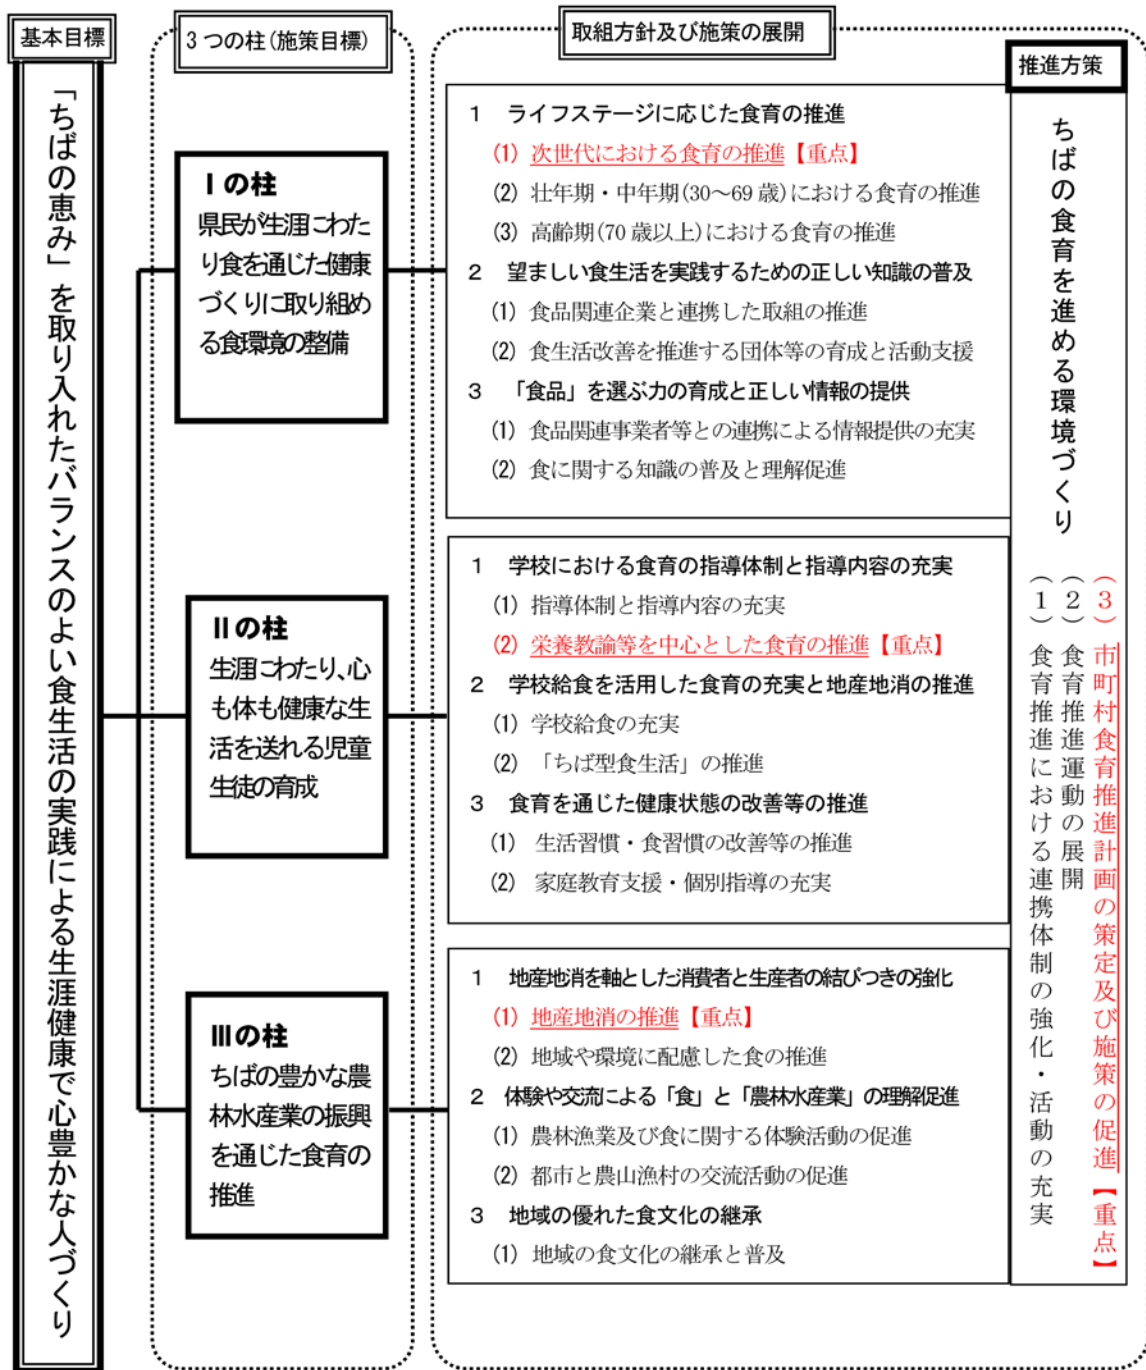 基本目標
「ちばの恵み」を取り入れたバランスのよい食生活の実践による生涯健康で心豊かな人づくり
3つの柱(施策目標)
Ⅰの柱
県民が生涯にわた
り食を通じた健康
づくりに取り組め
る食環境の整備
Ⅱの柱
生涯にわたり、心
も体も健康な生
活を送れる児童
生徒の育成
Ⅲの柱
ちばの豊かな農
林水産業の振興
を通じた食育の
推進
取組方針及び施策の展開
1 ライフステージに応じた食育の推進
(1) 次世代における食育の推進【重点】
(2) 壮年期・中年期(30～69歳)における食育の推進
(3) 高齢期(70歳以上)における食育の推進
2 望ましい食生活を実践するための正しい知識の普及
(1) 食品関連企業と連携した取組の推進
(2) 食生活改善を推進する団体等の育成と活動支援
3 「食品」を選ぶ力の育成と正しい情報の提供
(1) 食品関連事業者等との連携による情報提供の充実
(2) 食に関する知識の普及と理解促進
1 学校における食育の指導体制と指導内容の充実
(1) 指導体制と指導内容の充実
(2) 栄養教諭等を中心とした食育の推進【重点】
2 学校給食を活用した食育の充実と地産地消の推進
(1) 学校給食の充実
(2) 「ちば型食生活」の推進
3 食育を通じた健康状態の改善等の推進
(1) 生活習慣・食習慣の改善等の推進
(2) 家庭教育支援・個別指導の充実
1 地産地消を軸とした消費者と生産者の結びつきの強化
(1) 地産地消の推進【重点】
(2) 地域や環境に配慮した食の推進
2 体験や交流による「食」と「農林水産業」の理解促進
(1) 農林漁業及び食に関する体験活動の促進
(2) 都市と農山漁村の交流活動の促進
3 地域の優れた食文化の継承
(1) 地域の食文化の継承と普及
推進方策
ちばの食育を進める環境づくり
(1)食育推進における連携体制の強化・活動の充実
(2)食育推進運動の展開
(3)市町村食育推進計画の策定及び施策の促進【重点】